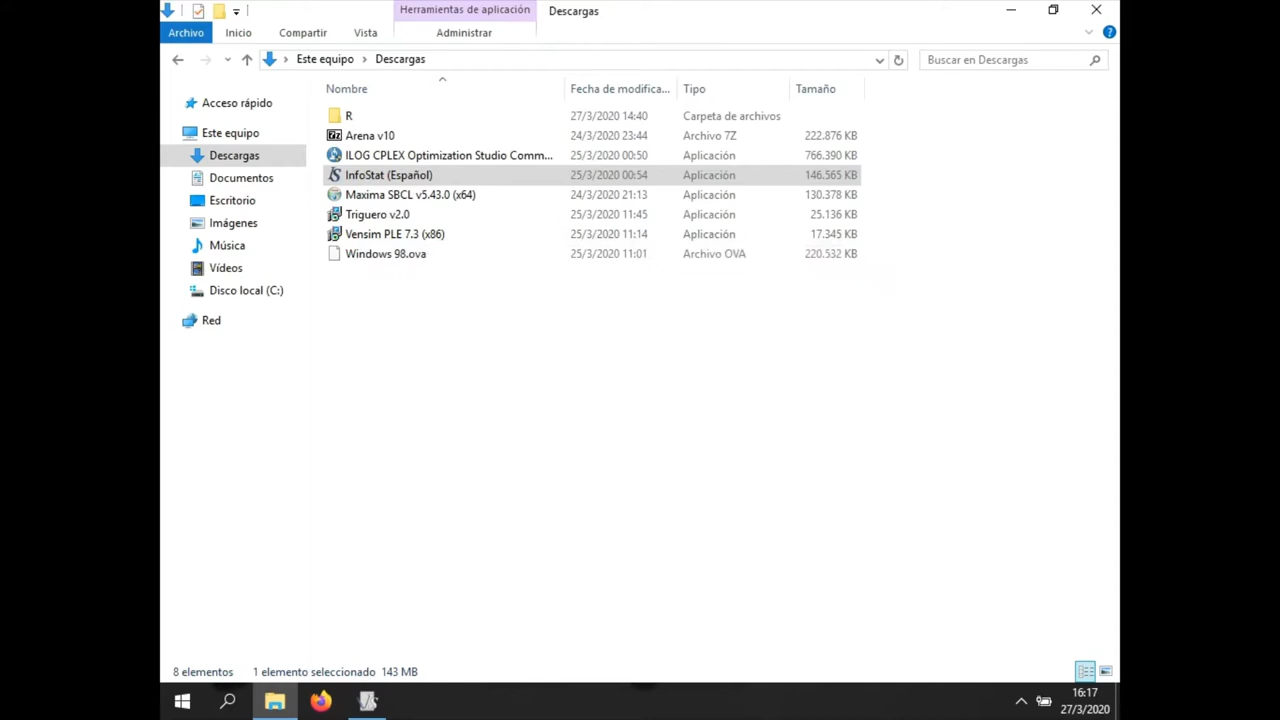 Herramientas de aplicación
Descargas
Archivo Inicio Compartir Vista Administrar
Este equipo Descargas
Buscar en Descargas
Nombre Fecha de modifica... Tipo Tamaño
Acceso rápido
Este equipo
Descargas
Documentos
Escritorio
Imágenes
Música
Vídeos
Disco local (C:)
Red
R 27/3/2020 14:40 Carpeta de archivos
Arena v10 24/3/2020 23:44 Archivo 7Z 222.876 KB
ILOG CPLEX Optimization Studio Comm... 25/3/2020 00:50 Aplicación 766.390 KB
InfoStat (Español) 25/3/2020 00:54 Aplicación 146.565 KB
Maxima SBCL v5.43.0 (x64) 24/3/2020 21:13 Aplicación 130.378 KB
Triguero v2.0 25/3/2020 11:45 Aplicación 25.136 KB
Vensim PLE 7.3 (x86) 25/3/2020 11:14 Aplicación 17.345 KB
Windows 98.ova 25/3/2020 11:01 Archivo OVA 220.532 KB
8 elementos 1 elemento seleccionado 143 MB
16:17
27/3/2020